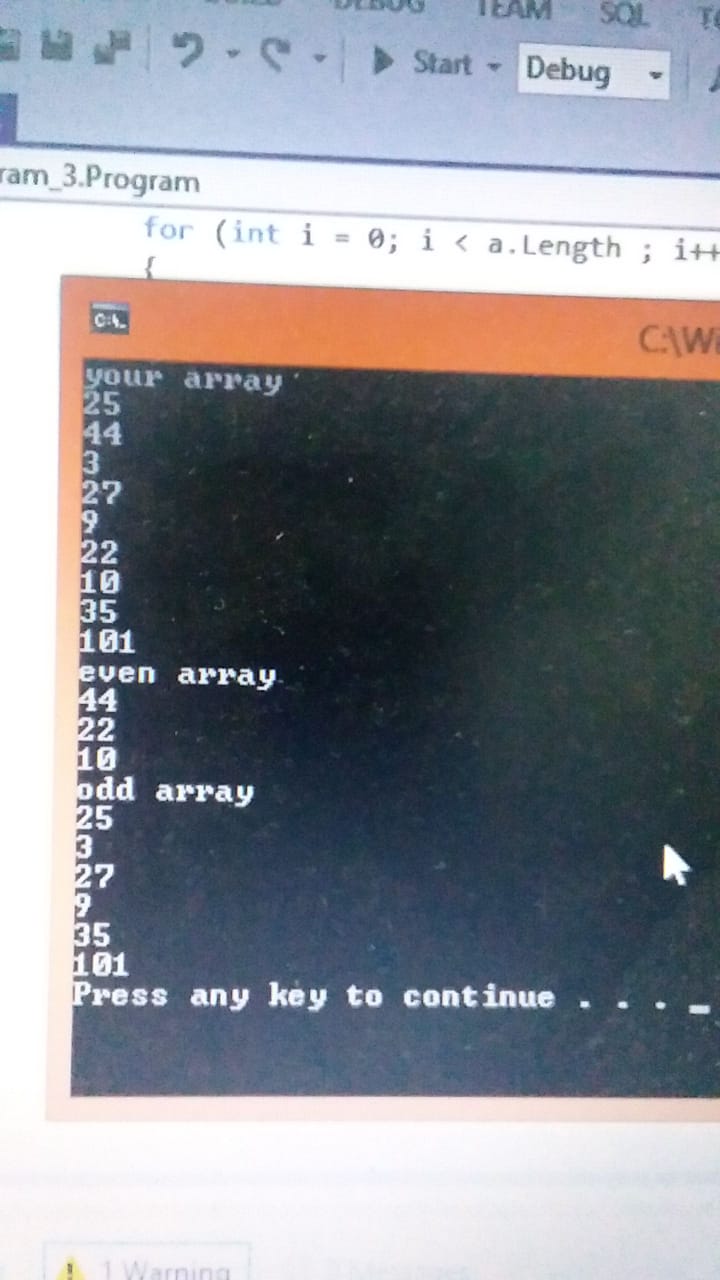 DEBUG TEAM SQL
Start Debug
ram_3.Program
for (int i = 0; i < a.Length ; i++
{
C:\W
your array
25
44
3
27
9
22
10
35
101
even array
44
22
10
odd array
25
3
27
9
35
101
Press any key to continue . . . _
1 Warning